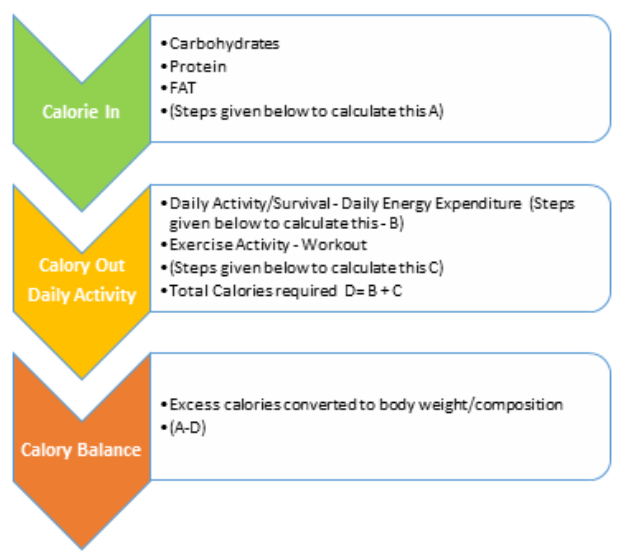 Calorie In
•Carbohydrates
•Protein
•FAT
•(Steps given below to calculate this A)
Calory Out
Daily Activity
•Daily Activity/Survival - Daily Energy Expenditure (Steps
given below to calculate this - B)
•Exercise Activity - Workout
•(Steps given below to calculate this C)
•Total Calories required D= B + C
Calory Balance
•Excess calories converted to body weight/composition
•(A-D)